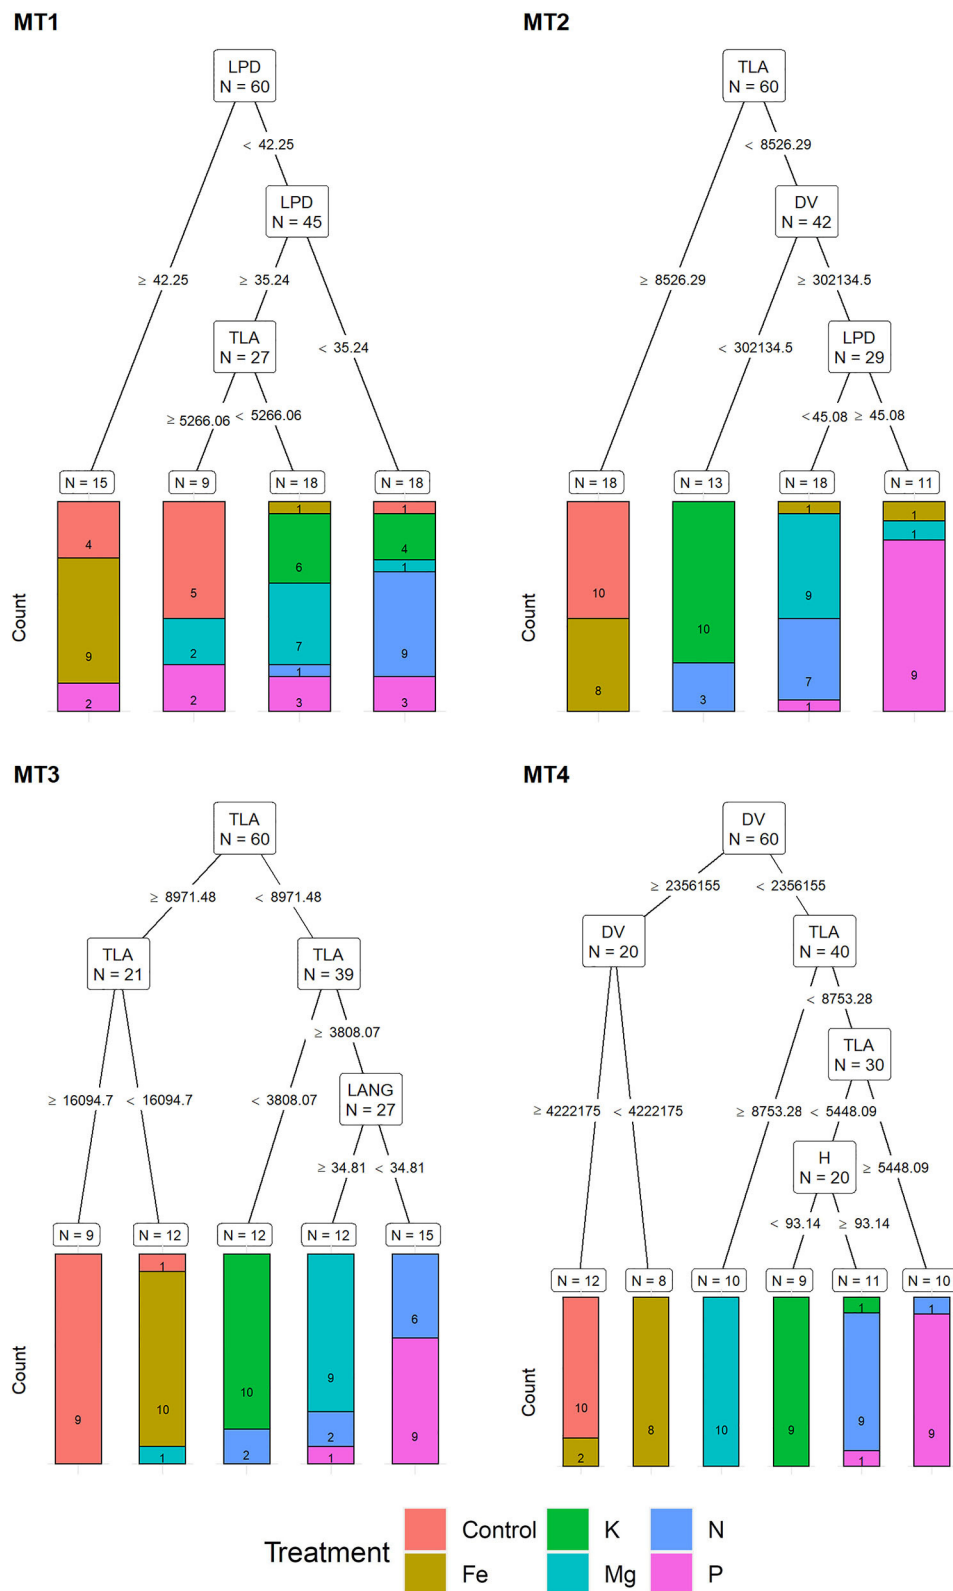 MT1
LPD
N = 60
< 42.25
LPD
N = 45
≥ 42.25
≥ 35.24
TLA
N = 27
< 35.24
≥ 5266.06
< 5266.06
N = 15
N = 9
N = 18
N = 18
Count
4
9
2
5
2
2
1
6
7
1
3
1
4
1
9
3
MT2
TLA
N = 60
< 8526.29
DV
N = 42
≥ 8526.29
≥ 302134.5
LPD
N = 29
< 302134.5
< 45.08
≥ 45.08
N = 18
N = 13
N = 18
N = 11
Count
10
8
10
3
1
9
7
1
1
1
9
MT3
TLA
N = 60
≥ 8971.48
< 8971.48
TLA
N = 21
TLA
N = 39
≥ 3808.07
LANG
N = 27
≥ 16094.7
< 16094.7
< 3808.07
≥ 34.81
< 34.81
N = 9
N = 12
N = 12
N = 12
N = 15
Count
9
1
10
1
10
2
9
2
1
6
9
MT4
DV
N = 60
≥ 2356155
< 2356155
DV
N = 20
TLA
N = 40
< 8753.28
TLA
N = 30
≥ 4222175
< 4222175
≥ 8753.28
< 5448.09
H
N = 20
≥ 5448.09
< 93.14
≥ 93.14
N = 12
N = 8
N = 10
N = 9
N = 11
N = 10
Count
10
2
8
10
9
1
9
1
1
9
Treatment
Control
K
N
Fe
Mg
P